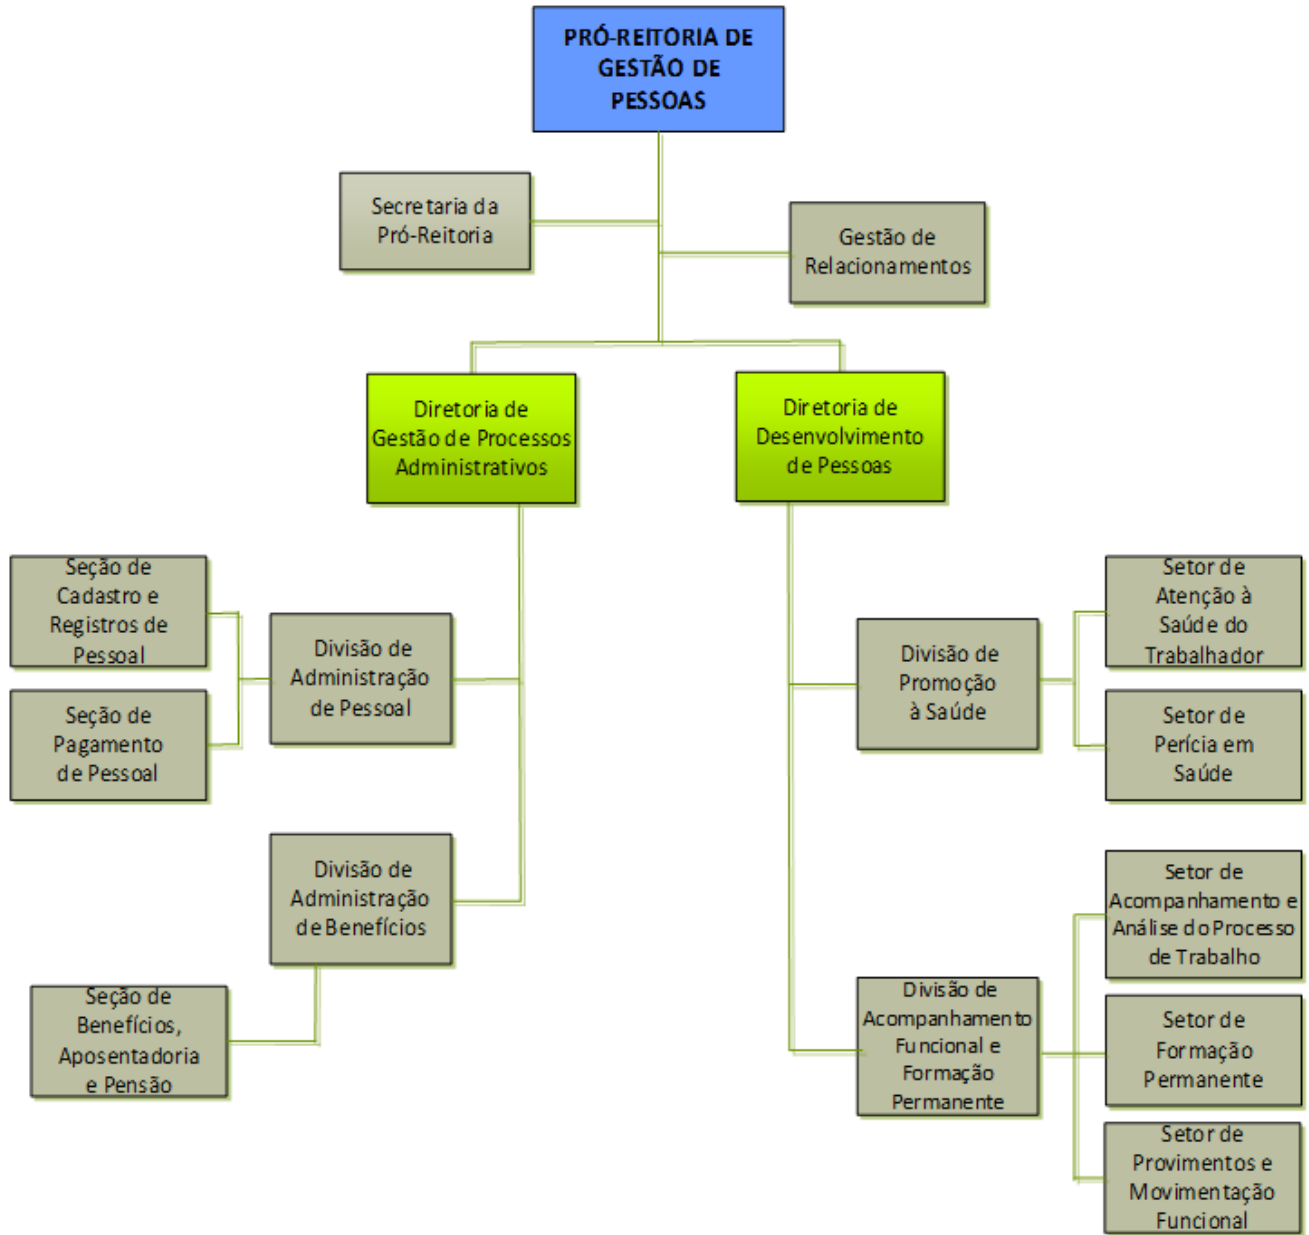 PRÓ-REITORIA DE
GESTÃO DE
PESSOAS
Secretaria da
Pró-Reitoria
Gestão de
Relacionamentos
Diretoria de
Gestão de Processos
Administrativos
Diretoria de
Desenvolvimento
de Pessoas
Seção de
Cadastro e
Registros de
Pessoal
Divisão de
Administração
de Pessoal
Seção de
Pagamento
de Pessoal
Divisão de
Administração
de Benefícios
Seção de
Benefícios,
Aposentadoria
e Pensão
Divisão de
Promoção
à Saúde
Setor de
Atenção à
Saúde do
Trabalhador
Setor de
Perícia em
Saúde
Divisão de
Acompanhamento
Funcional e
Formação
Permanente
Setor de
Acompanhamento e
Análise do Processo
de Trabalho
Setor de
Formação
Permanente
Setor de
Provimentos e
Movimentação
Funcional